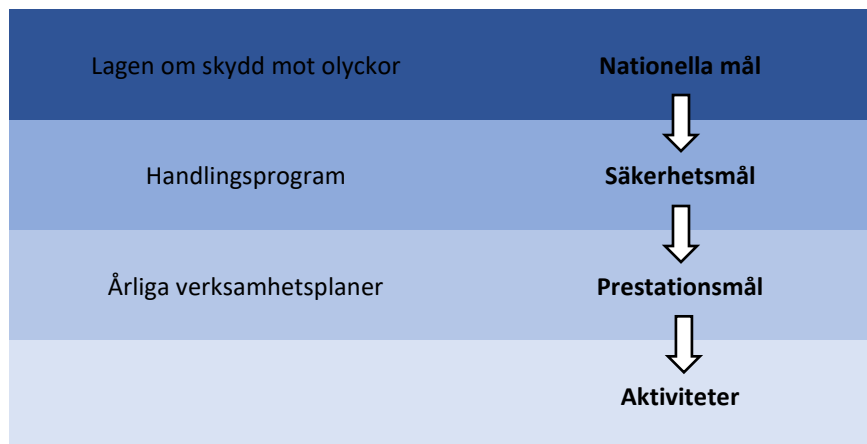 Lagen om skydd mot olyckor
Nationella mål
Handlingsprogram
Säkerhetsmål
Årliga verksamhetsplaner
Prestationsmål
Aktiviteter